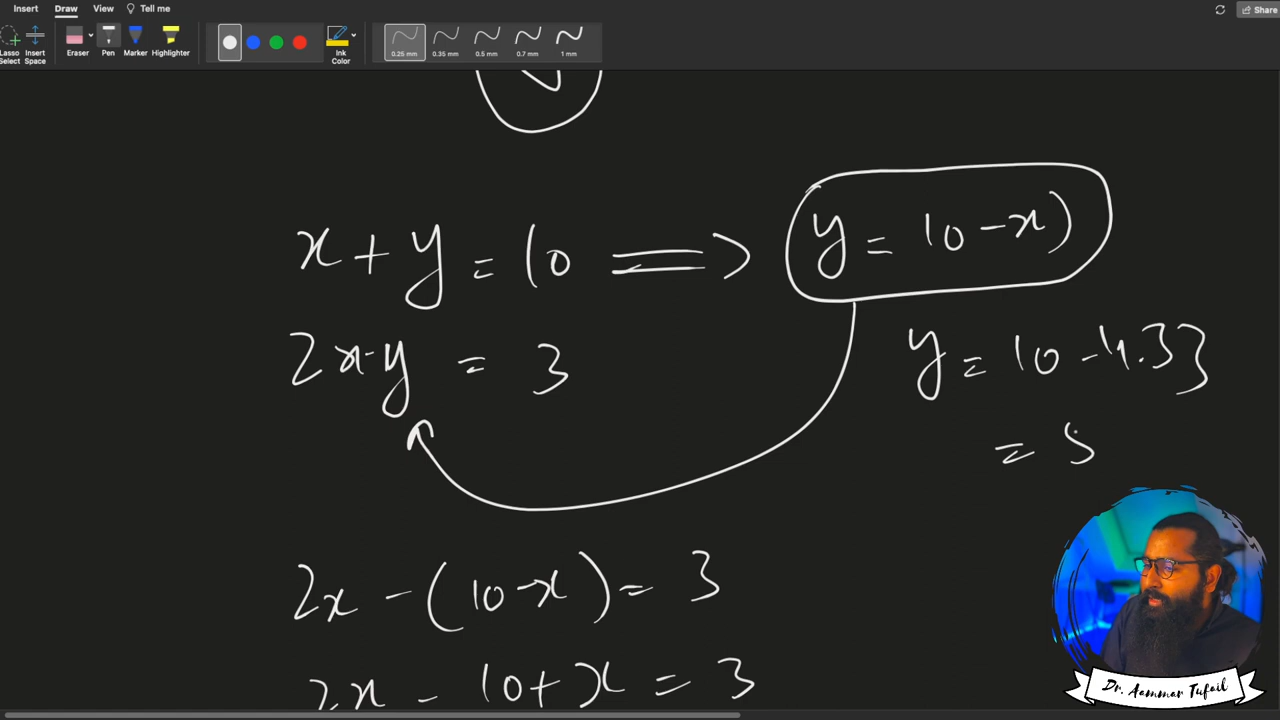 Insert Draw View Tell me
Share
Lasso Select
Insert Space
Eraser
Pen
Marker
Highlighter
Ink Color
0.25 mm
0.35 mm
0.5 mm
0.7 mm
1 mm
x + y = 10 ⟹ y = 10 - x)
2x - y = 3
y = 10 - 4.33
= 5
2x - (10 - x) = 3
2x - 10 + x = 3
Dr. Aammar Tufail